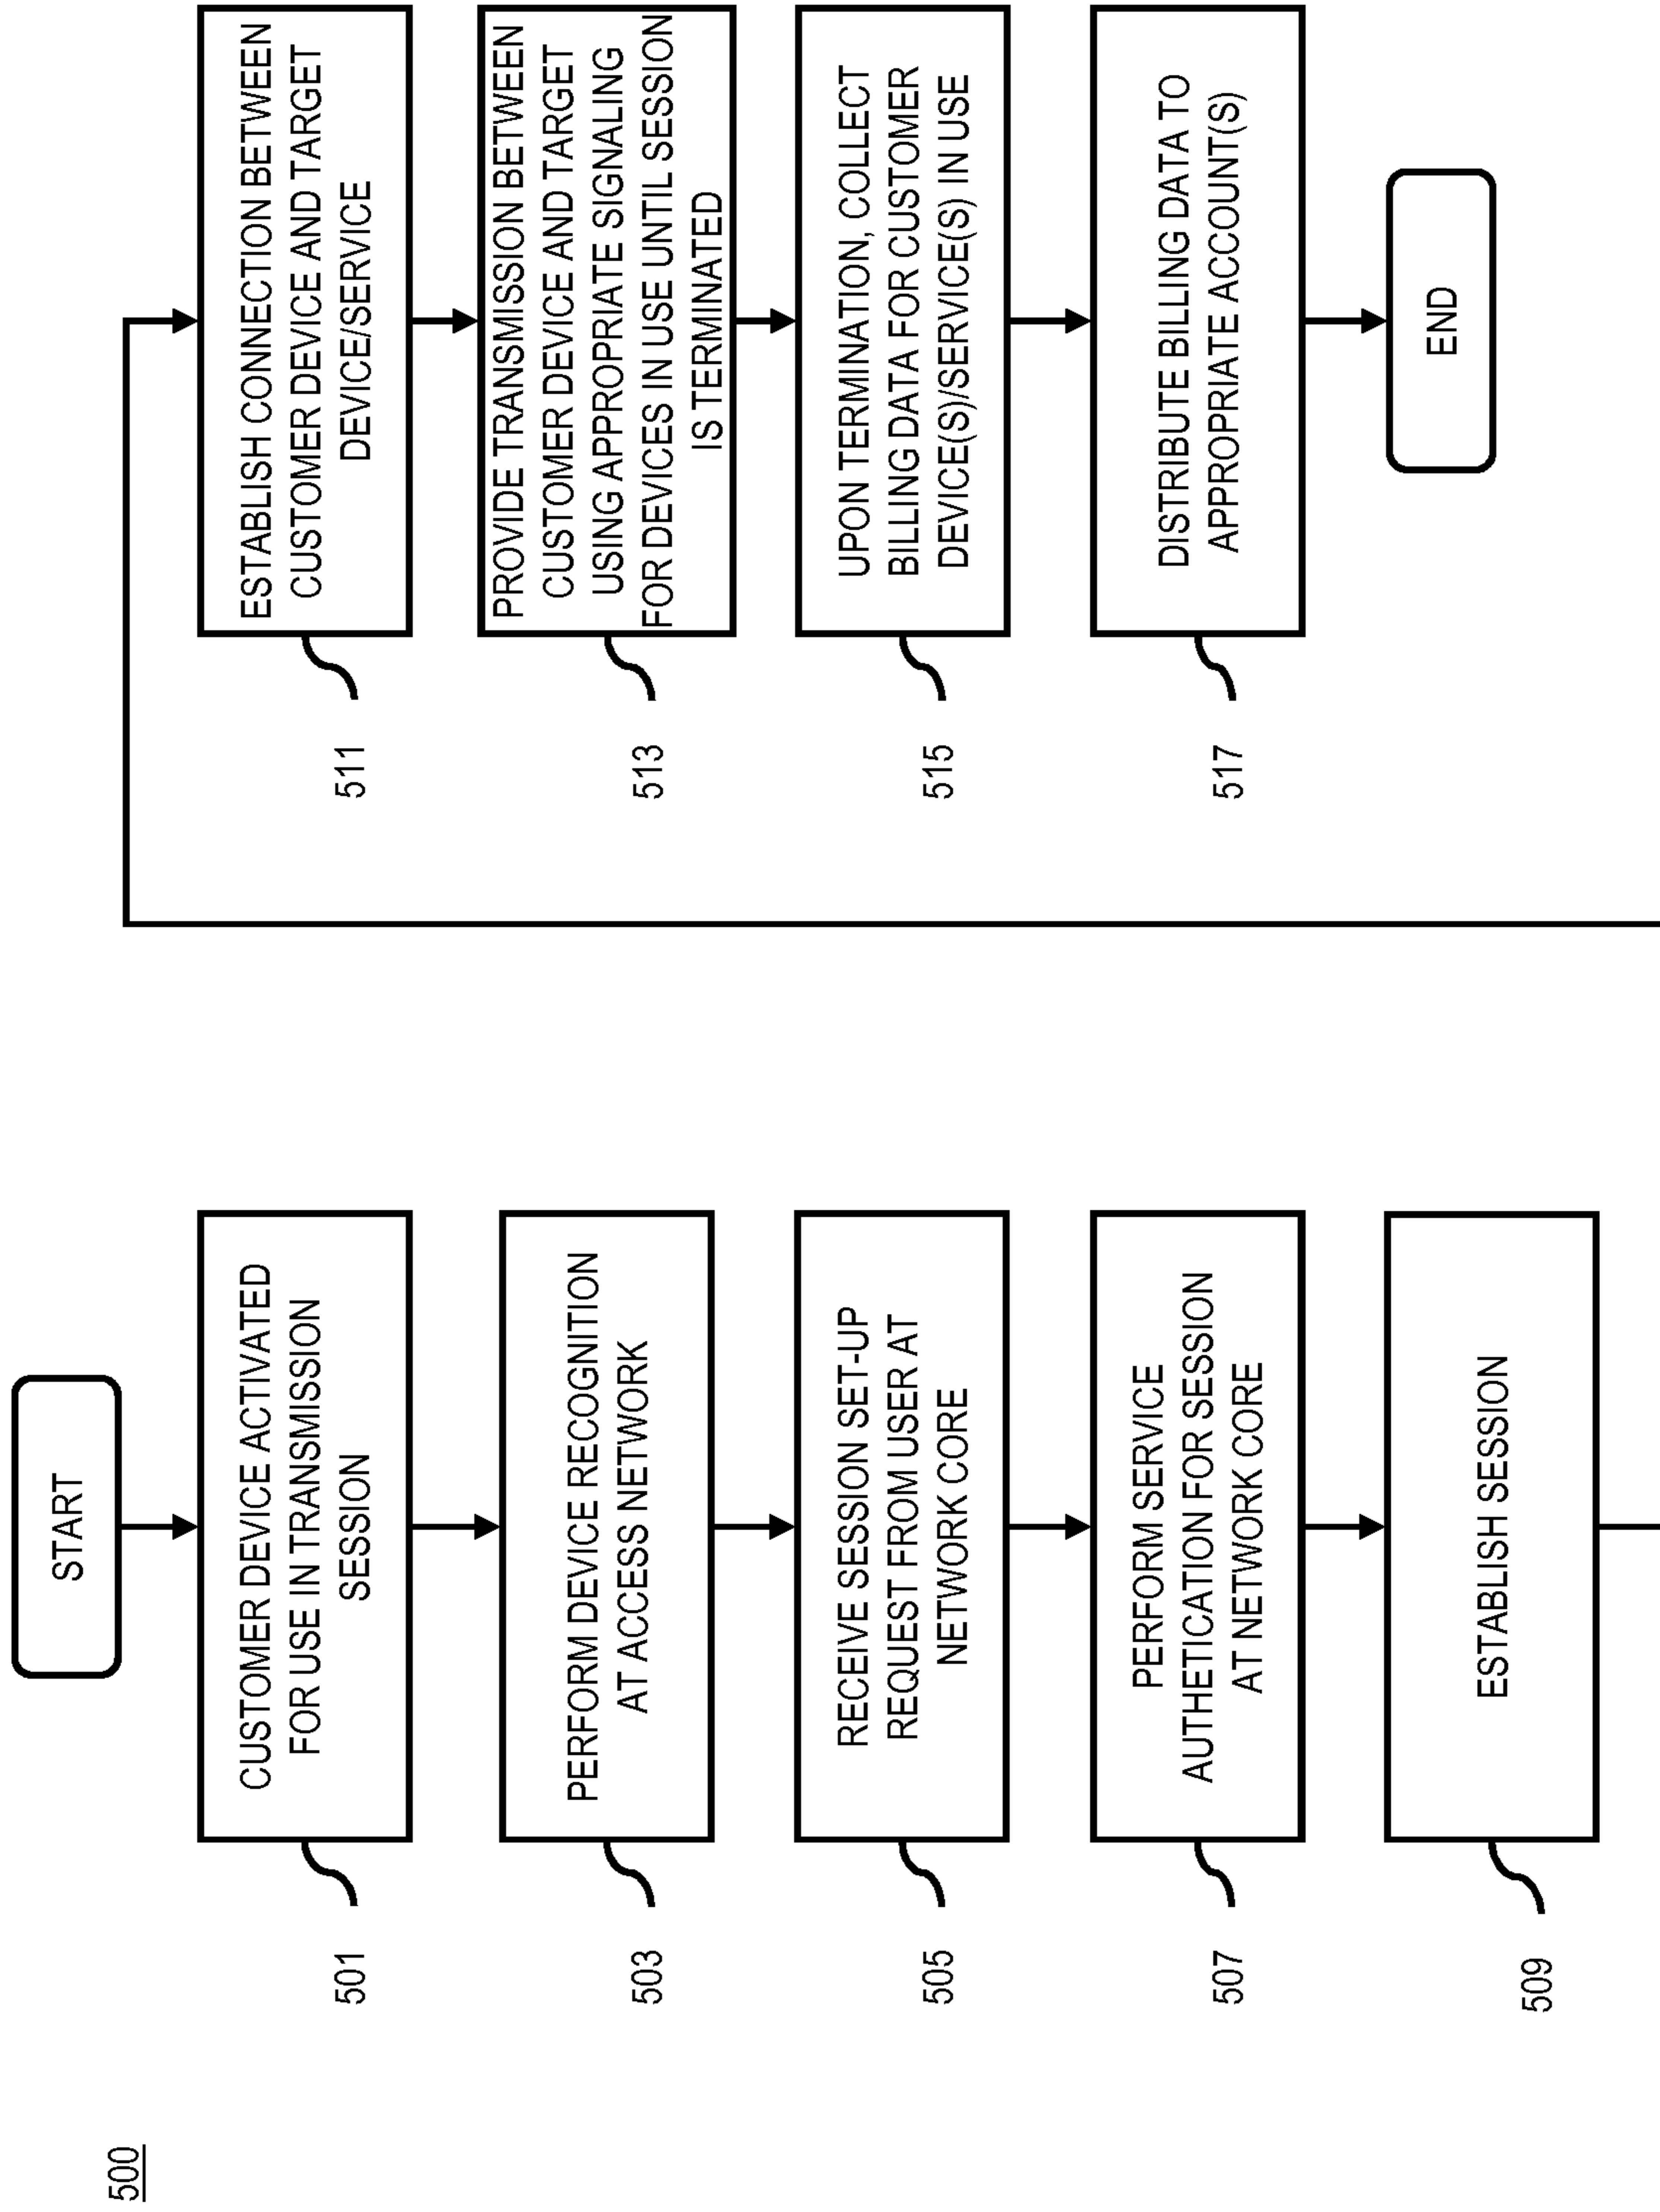 500
START
501
CUSTOMER DEVICE ACTIVATED
FOR USE IN TRANSMISSION
SESSION
503
PERFORM DEVICE RECOGNITION
AT ACCESS NETWORK
505
RECEIVE SESSION SET-UP
REQUEST FROM USER AT
NETWORK CORE
507
PERFORM SERVICE
AUTHETICATION FOR SESSION
AT NETWORK CORE
509
ESTABLISH SESSION
511
ESTABLISH CONNECTION BETWEEN
CUSTOMER DEVICE AND TARGET
DEVICE/SERVICE
513
PROVIDE TRANSMISSION BETWEEN
CUSTOMER DEVICE AND TARGET
USING APPROPRIATE SIGNALING
FOR DEVICES IN USE UNTIL SESSION
IS TERMINATED
515
UPON TERMINATION, COLLECT
BILLING DATA FOR CUSTOMER
DEVICE(S)/SERVICE(S) IN USE
517
DISTRIBUTE BILLING DATA TO
APPROPRIATE ACCOUNT(S)
END